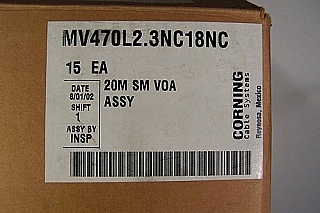 MV470L2.3NC18NC
15 EA
20M SM VOA
ASSY
DATE
8/01/02
SHIFT
1
ASSY BY
INSP
CORNING
Cable Systems
Reynosa, Mexico